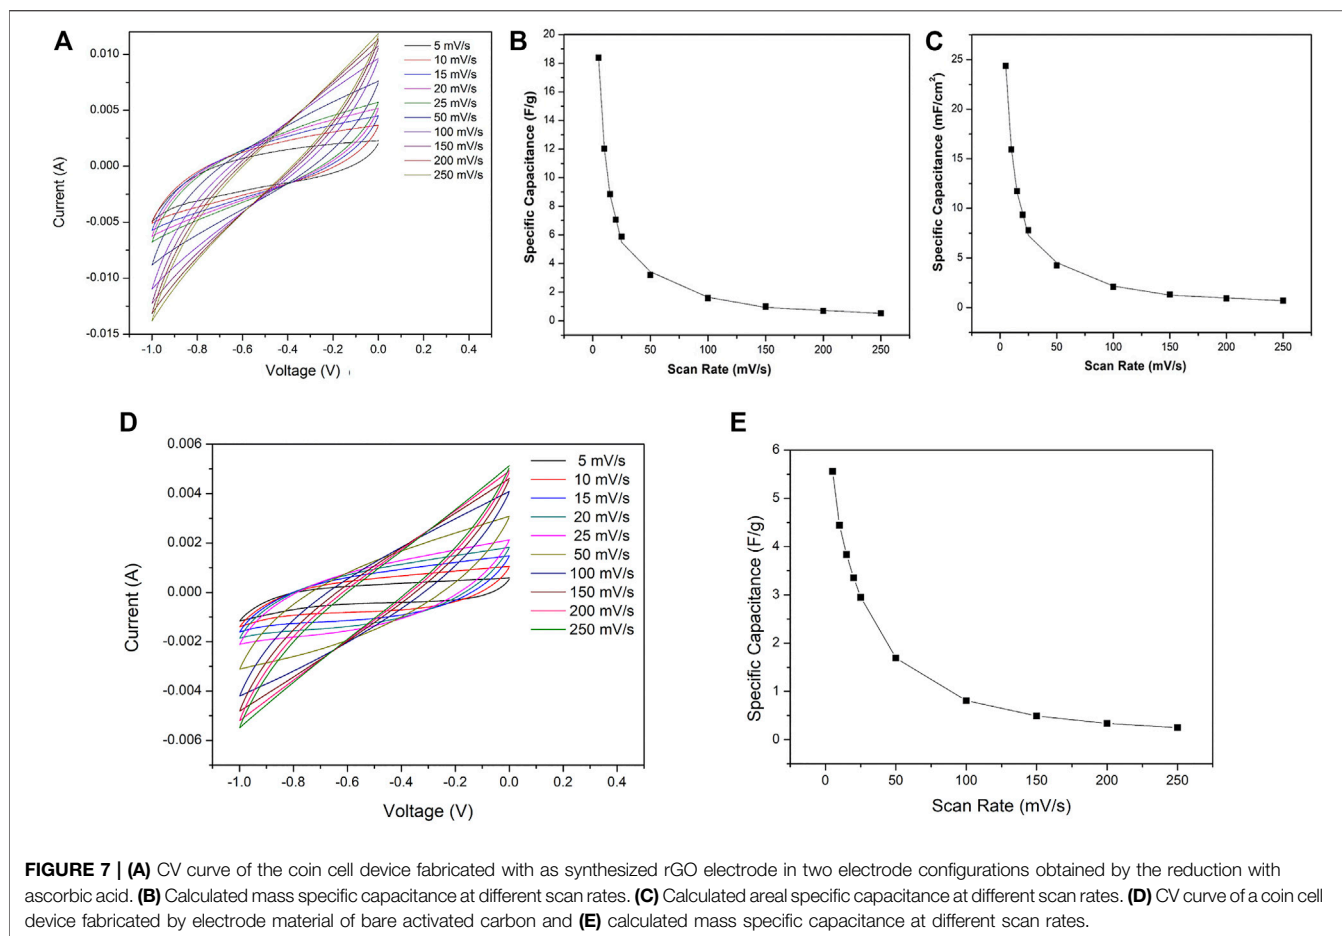 A
0.010
0.005
0.000
-0.005
-0.010
-0.015
-1.0 -0.8 -0.6 -0.4 -0.2 0.0 0.2 0.4
Current (A)
Voltage (V)
5 mV/s
10 mV/s
15 mV/s
20 mV/s
25 mV/s
50 mV/s
100 mV/s
150 mV/s
200 mV/s
250 mV/s
B
20
18
16
14
12
10
8
6
4
2
0
0 50 100 150 200 250
Specific Capacitance (F/g)
Scan Rate (mV/s)
C
25
20
15
10
5
0
0 50 100 150 200 250
Specific Capacitance (mF/cm²)
Scan Rate (mV/s)
D
0.006
0.004
0.002
0.000
-0.002
-0.004
-0.006
-1.0 -0.8 -0.6 -0.4 -0.2 0.0 0.2 0.4
Current (A)
Voltage (V)
5 mV/s
10 mV/s
15 mV/s
20 mV/s
25 mV/s
50 mV/s
100 mV/s
150 mV/s
200 mV/s
250 mV/s
E
6
5
4
3
2
1
0
0 50 100 150 200 250
Specific Capacitance (F/g)
Scan Rate (mV/s)
FIGURE 7 | (A) CV curve of the coin cell device fabricated with as synthesized rGO electrode in two electrode configurations obtained by the reduction with
ascorbic acid. (B) Calculated mass specific capacitance at different scan rates. (C) Calculated areal specific capacitance at different scan rates. (D) CV curve of a coin cell
device fabricated by electrode material of bare activated carbon and (E) calculated mass specific capacitance at different scan rates.